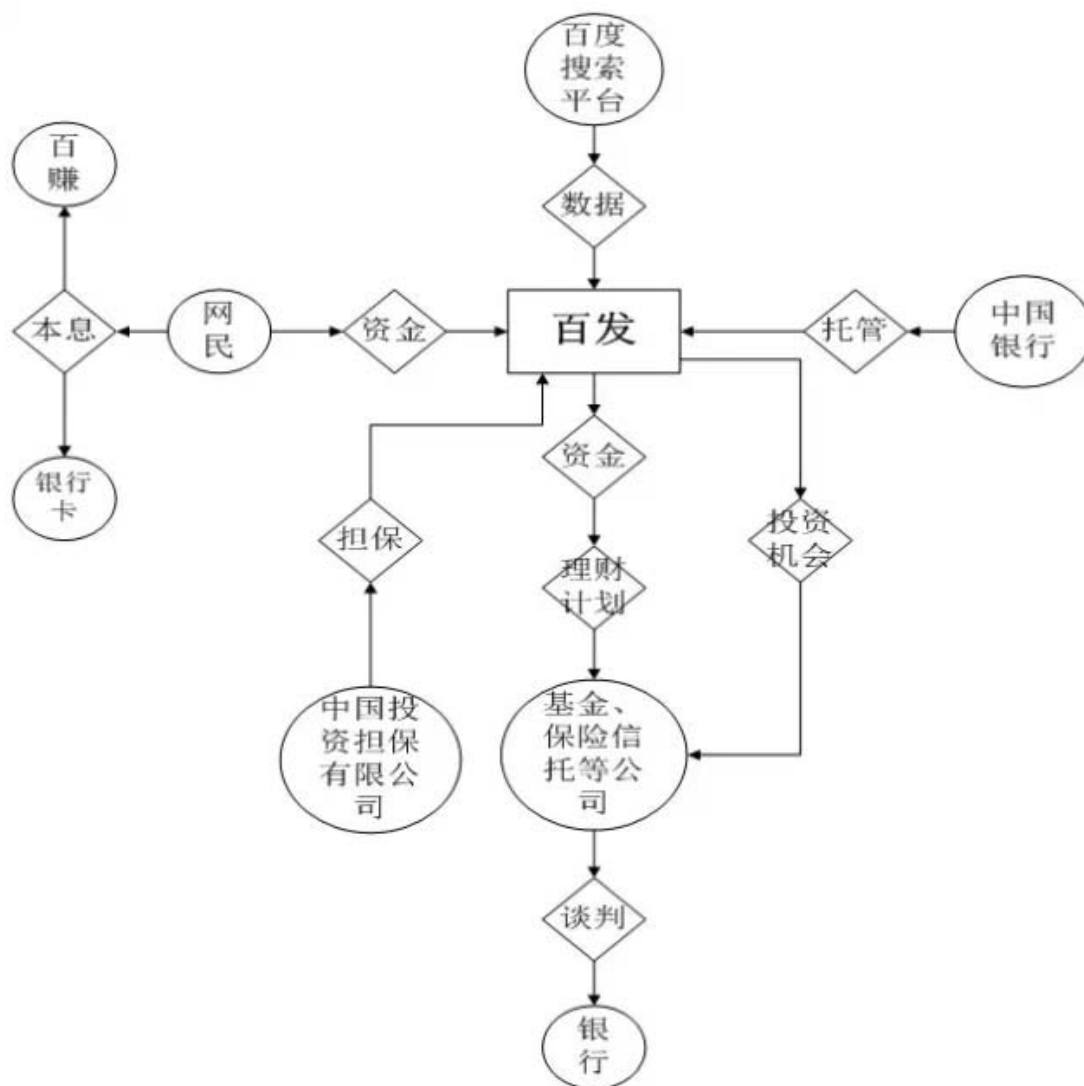 百度
搜索
平台
百
赚
数据
本息
网
民
资金
百发
托管
中国
银行
银行
卡
资金
担保
投资
机会
理财
计划
中国投
资担保
有限公
司
基金、
保险信
托等公
司
谈判
银
行